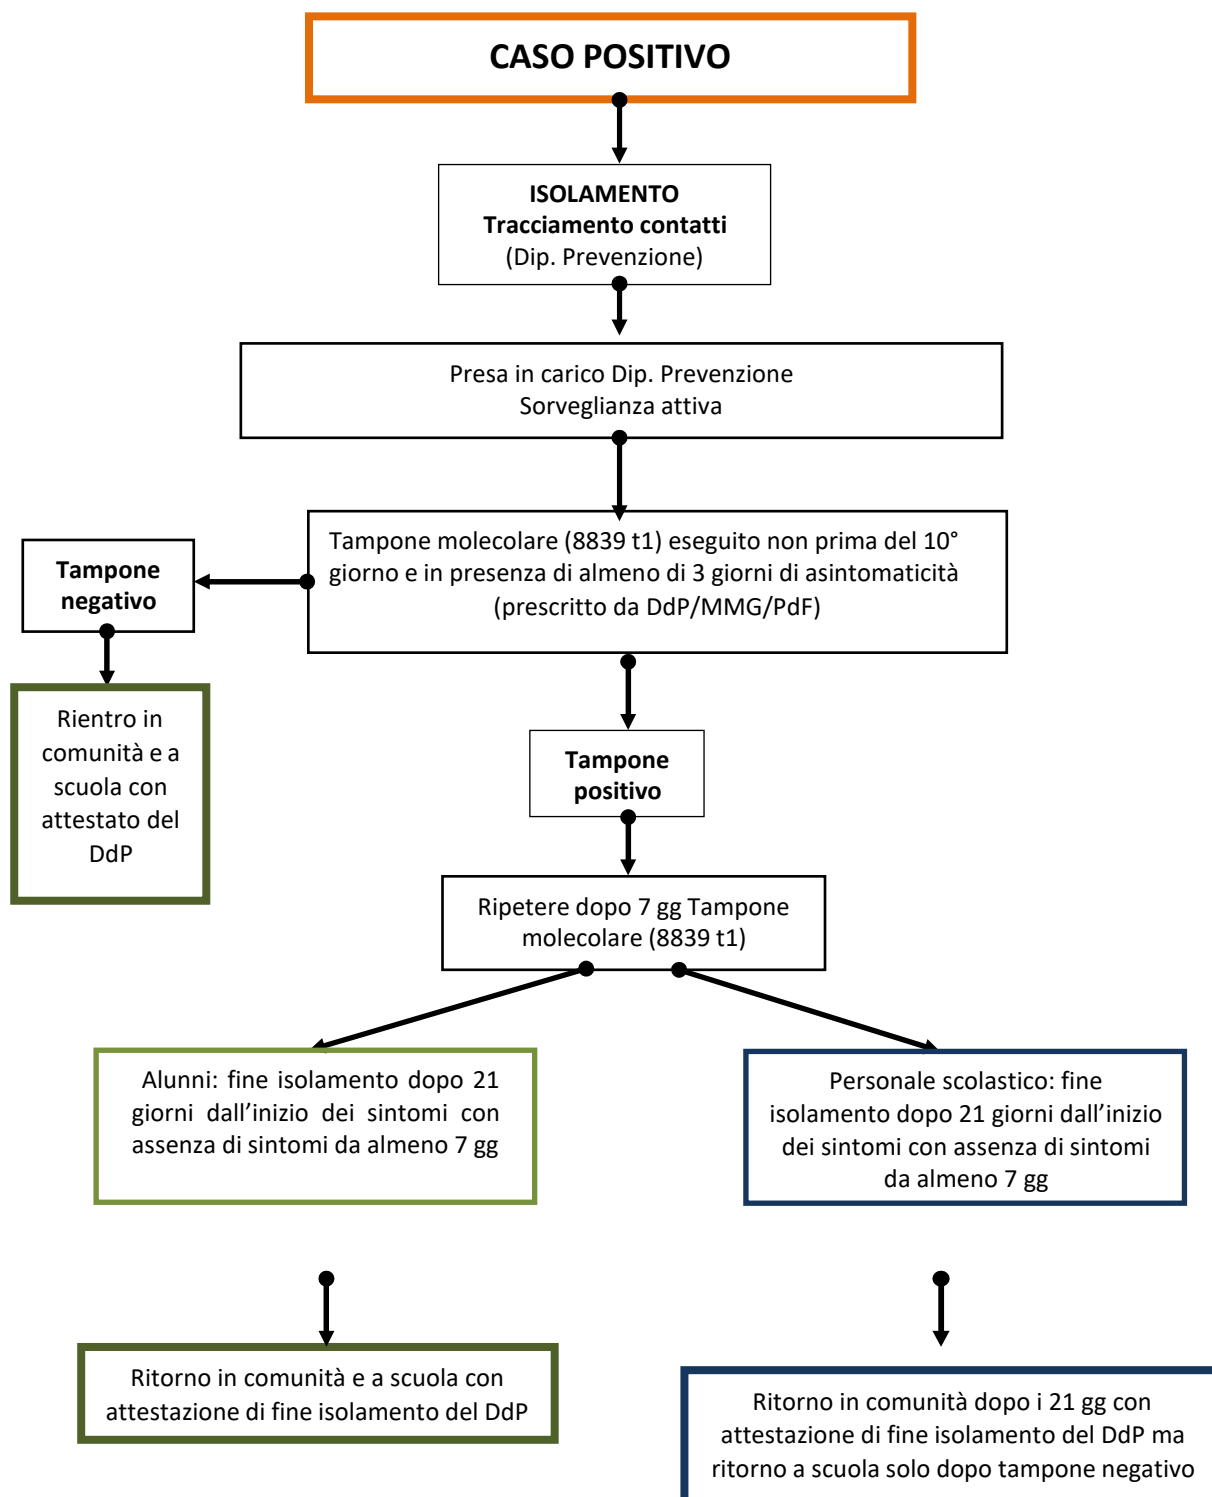 CASO POSITIVO
ISOLAMENTO
Tracciamento contatti
(Dip. Prevenzione)
Presa in carico Dip. Prevenzione
Sorveglianza attiva
Tampone molecolare (8839 t1) eseguito non prima del 10°
giorno e in presenza di almeno di 3 giorni di asintomaticità
(prescritto da DdP/MMG/PdF)
Tampone
negativo
Rientro in
comunità e a
scuola con
attestato del
DdP
Tampone
positivo
Ripetere dopo 7 gg Tampone
molecolare (8839 t1)
Alunni: fine isolamento dopo 21
giorni dall'inizio dei sintomi con
assenza di sintomi da almeno 7 gg
Personale scolastico: fine
isolamento dopo 21 giorni dall'inizio
dei sintomi con assenza di sintomi
da almeno 7 gg
Ritorno in comunità e a scuola con
attestazione di fine isolamento del DdP
Ritorno in comunità dopo i 21 gg con
attestazione di fine isolamento del DdP ma
ritorno a scuola solo dopo tampone negativo